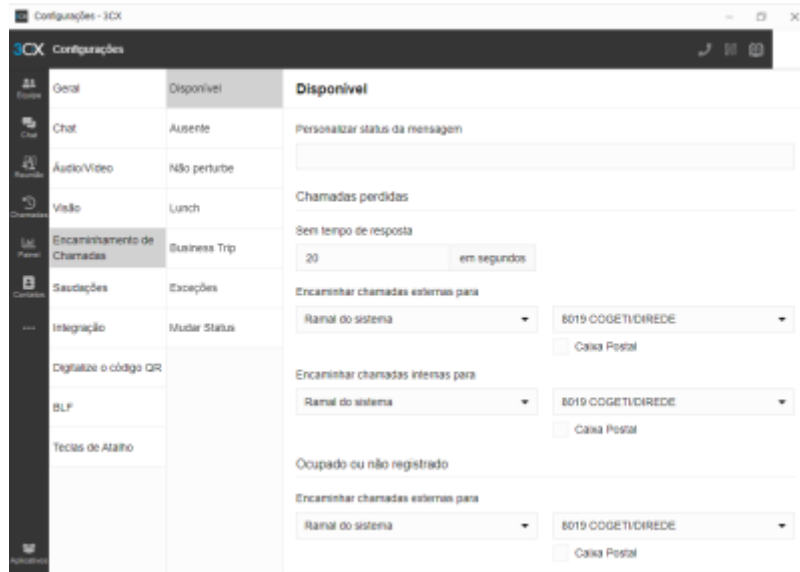 Configurações - 3CX
3CX Configurações
Equipe
Chat
Reunião
Chamadas
Painel
Contatos
Aplicativos
Geral
Chat
Áudio/Vídeo
Visão
Encaminhamento de
Chamadas
Saudações
Integração
Digitalize o código QR
BLF
Teclas de Atalho
Disponível
Ausente
Não perturbe
Lunch
Business Trip
Exceções
Mudar Status
Disponível
Personalizar status da mensagem
Chamadas perdidas
Sem tempo de resposta
20 em segundos
Encaminhar chamadas externas para
Ramal do sistema 8019 COGETI/DIREDE
Caixa Postal
Encaminhar chamadas internas para
Ramal do sistema 8019 COGETI/DIREDE
Caixa Postal
Ocupado ou não registrado
Encaminhar chamadas externas para
Ramal do sistema 8019 COGETI/DIREDE
Caixa Postal